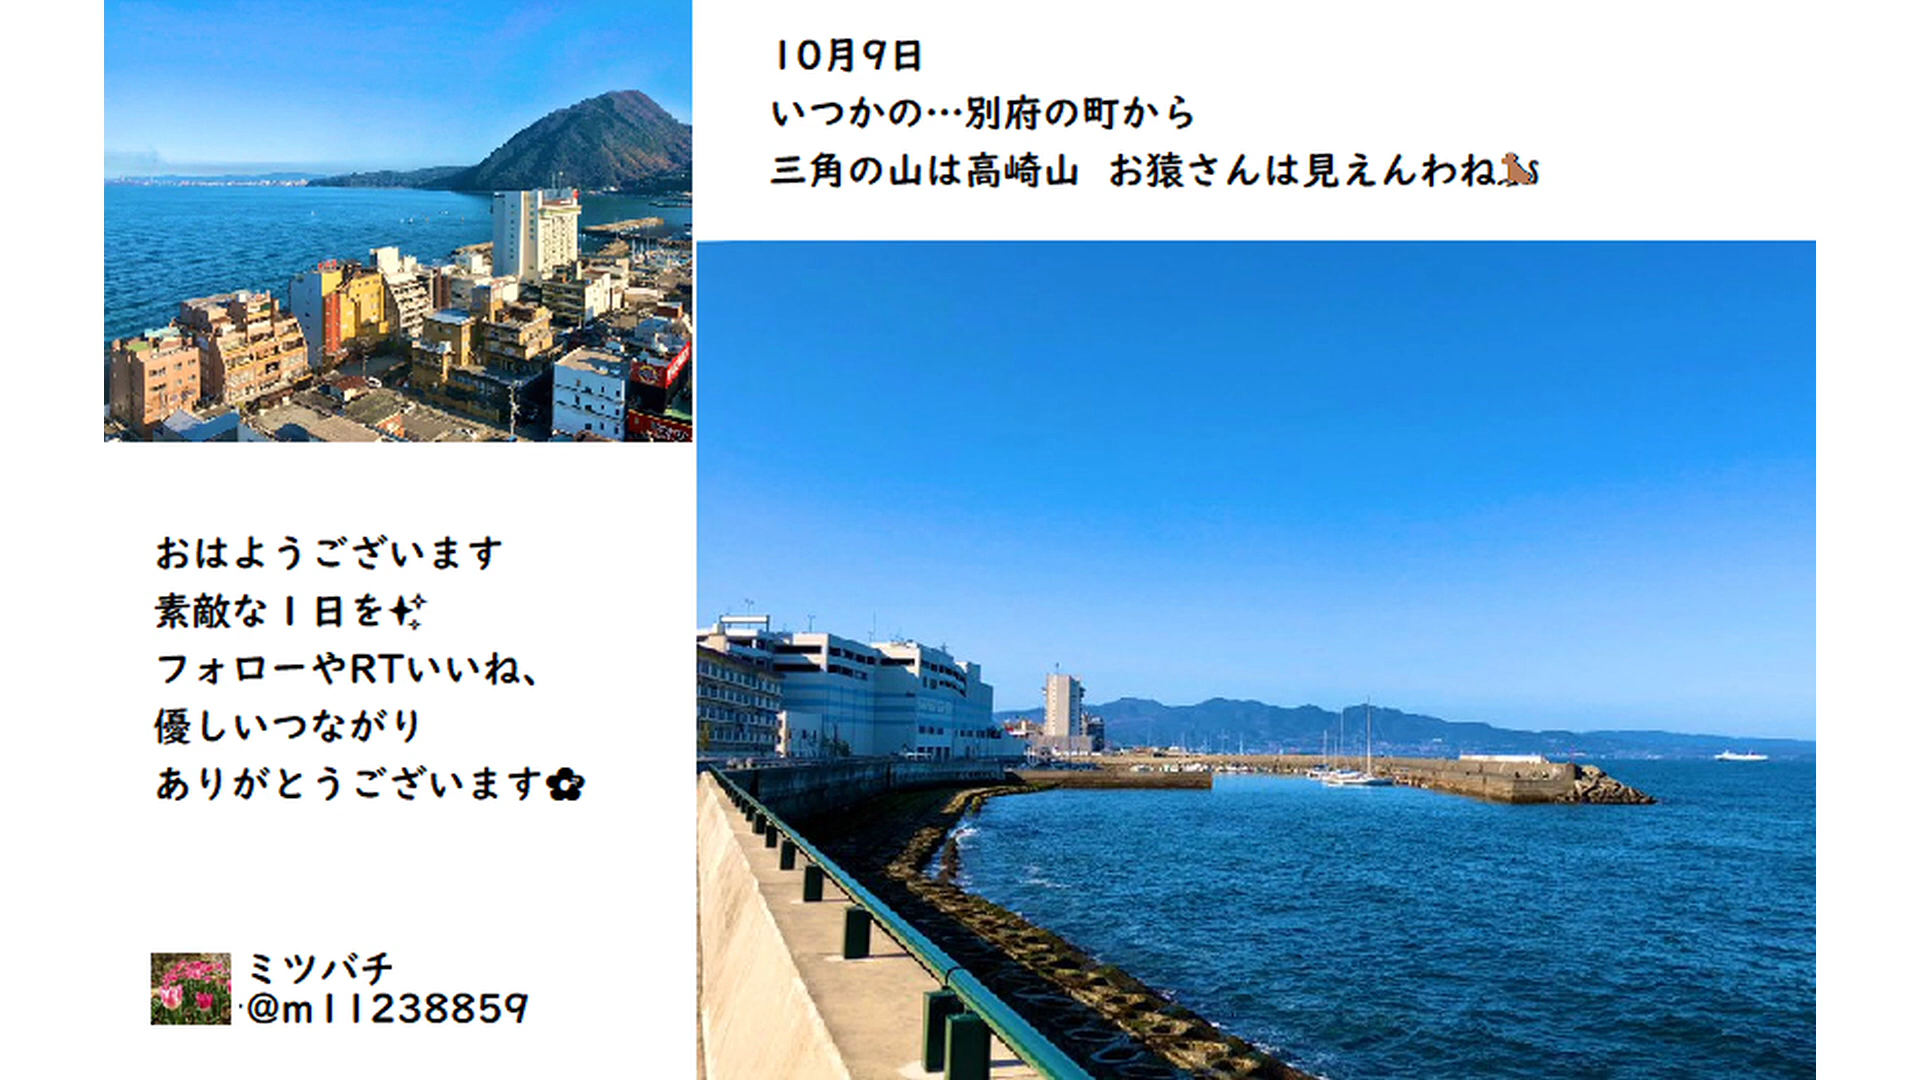 10月9日
いつかの…別府の町から
三角の山は高崎山 お猿さんは見えんわね🐒
おはようございます
素敵な1日を✨
フォローやRTいいね、
優しいつながり
ありがとうございます✿
ミツバチ
@m11238859